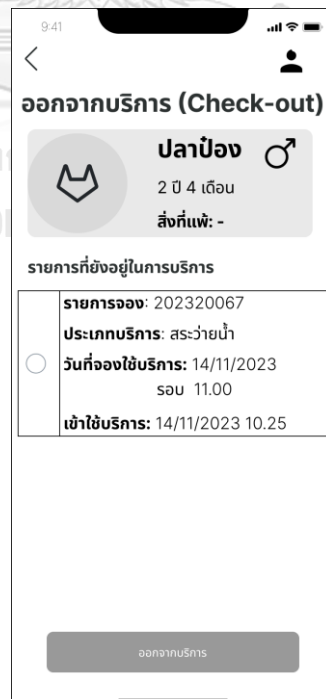 9:41
ออกจากบริการ (Check-out)
ปลาป๋อง
2 ปี 4 เดือน
สิ่งที่แพ้: -
รายการที่ยังอยู่ในการบริการ
รายการจอง: 202320067
ประเภทบริการ: สระว่ายน้ำ
วันที่จองใช้บริการ: 14/11/2023
รอบ 11.00
เข้าใช้บริการ: 14/11/2023 10.25
ออกจากบริการ